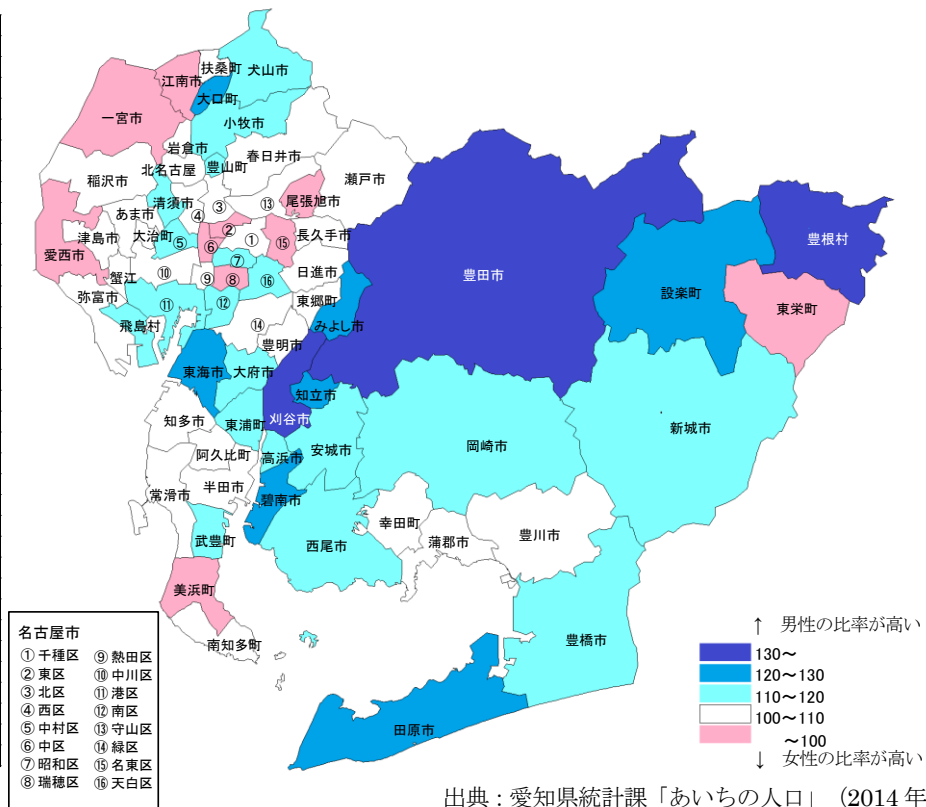 扶桑町
犬山市
江南市
大口町
一宮市
小牧市
岩倉市
春日井市
豊山町
北名古屋
瀬戸市
稲沢市
清須市
③
⑬
尾張旭市
④
あま市
②
津島市
大治町
⑤
⑥
①
⑮
長久手市
愛西市
⑦
蟹江
⑩
⑨
⑧
⑯
日進市
弥富市
⑪
⑫
東郷町
飛島村
⑭
みよし市
豊明市
豊田市
豊根村
設楽町
東栄町
東海市
大府市
知立市
刈谷市
知多市
東浦町
新城市
安城市
岡崎市
阿久比町
高浜市
半田市
常滑市
碧南市
幸田町
豊川市
蒲郡市
武豊町
西尾市
美浜町
南知多町
豊橋市
田原市
名古屋市
① 千種区 ⑨ 熱田区
② 東区 ⑩ 中川区
③ 北区 ⑪ 港区
④ 西区 ⑫ 南区
⑤ 中村区 ⑬ 守山区
⑥ 中区 ⑭ 緑区
⑦ 昭和区 ⑮ 名東区
⑧ 瑞穂区 ⑯ 天白区
↑ 男性の比率が高い
130～
120～130
110～120
100～110
～100
↓ 女性の比率が高い
出典：愛知県統計課「あいちの人口」（2014 年